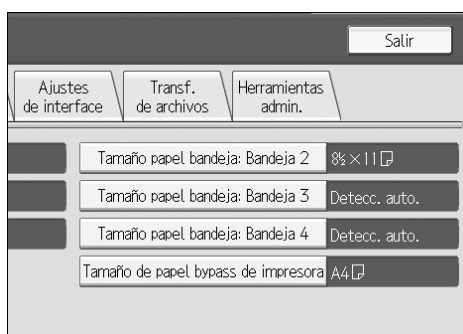 Salir
Ajustes
de interface
Transf.
de archivos
Herramientas
admin.
Tamaño papel bandeja: Bandeja 2 8½×11
Tamaño papel bandeja: Bandeja 3 Detecc. auto.
Tamaño papel bandeja: Bandeja 4 Detecc. auto.
Tamaño de papel bypass de impresora A4